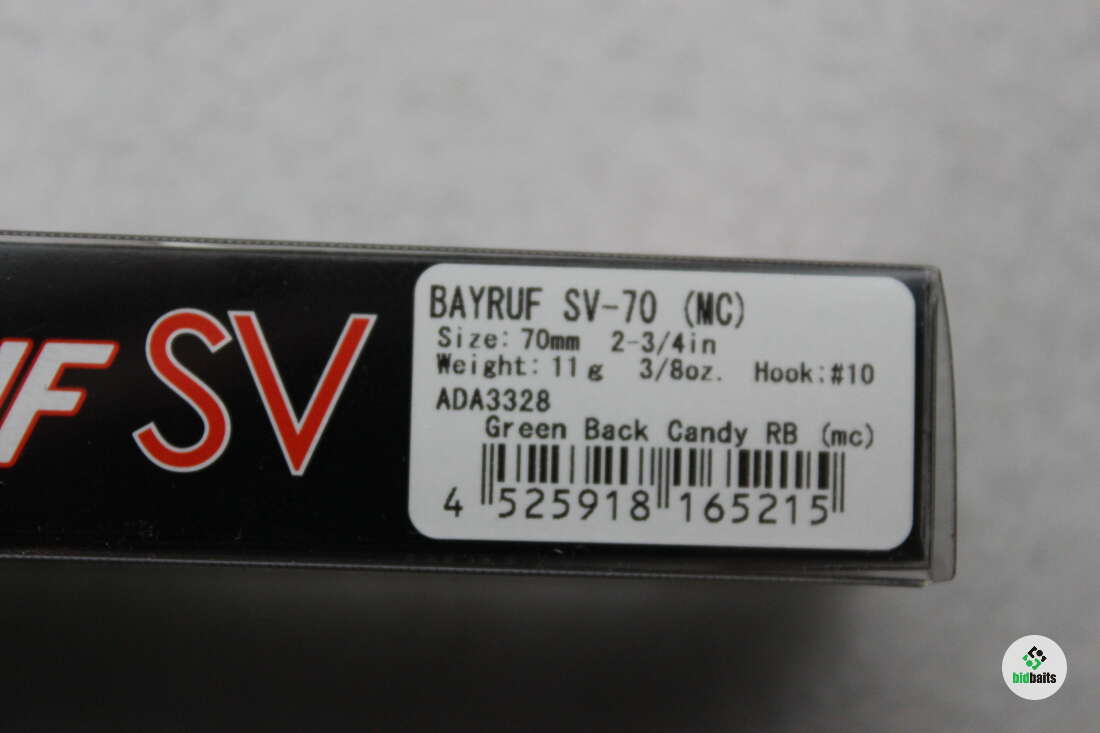 UF SV
BAYRUF SV-70 (MC)
Size: 70mm 2-3/4in
Weight: 11g 3/8oz. Hook:#10
ADA3328
Green Back Candy RB (mc)
4 525918 165215
bidbaits